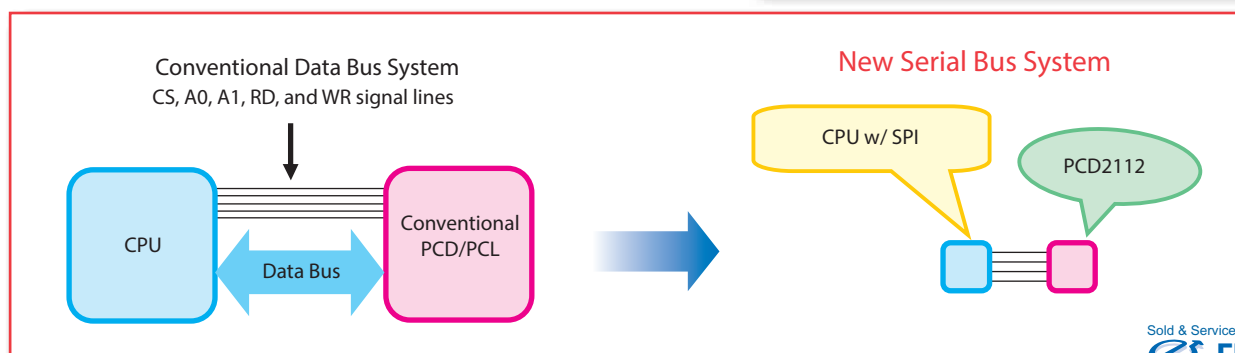 Conventional Data Bus System
CS, A0, A1, RD, and WR signal lines
CPU
Data Bus
Conventional
PCD/PCL
New Serial Bus System
CPU w/ SPI
PCD2112
Sold & Service